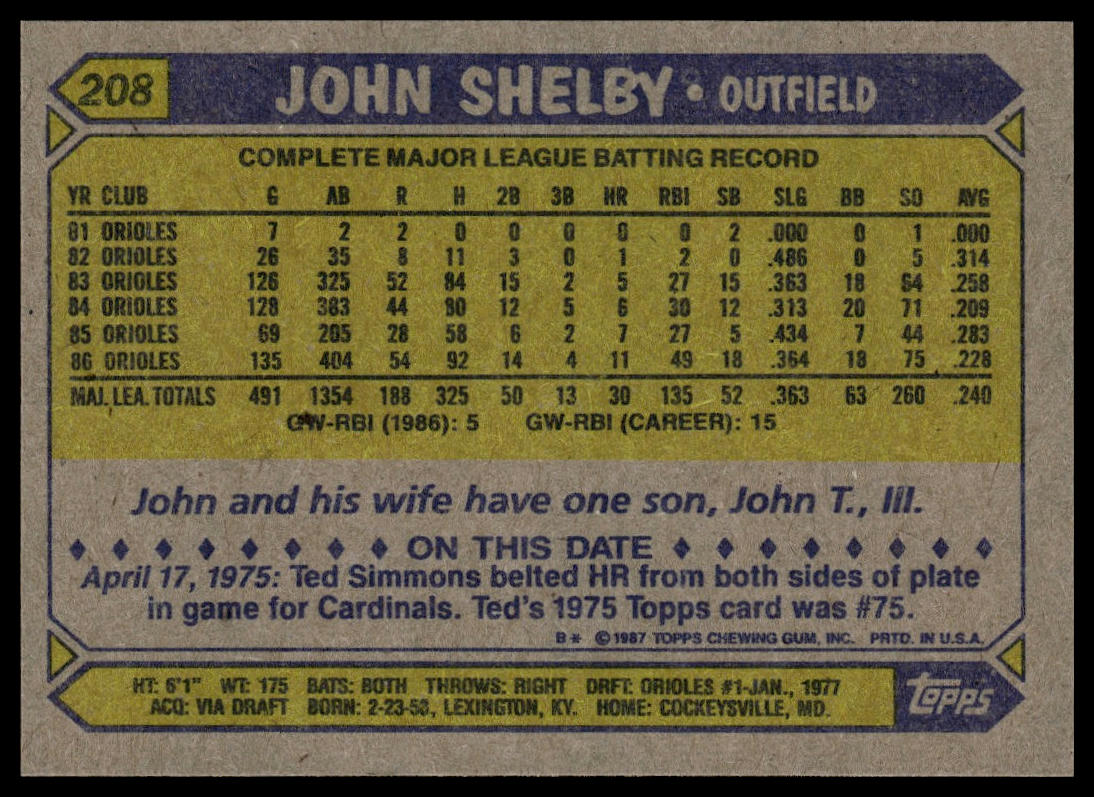 208 JOHN SHELBY • OUTFIELD
COMPLETE MAJOR LEAGUE BATTING RECORD
YR CLUB G AB R H 2B 3B HR RBI SB SLG BB SO AVG
81 ORIOLES 7 2 2 0 0 0 0 0 2 .000 0 1 .000
82 ORIOLES 26 35 8 11 3 0 1 2 0 .486 0 5 .314
83 ORIOLES 126 325 52 84 15 2 5 27 15 .363 18 64 .258
84 ORIOLES 128 383 44 80 12 5 6 30 12 .313 20 71 .209
85 ORIOLES 69 205 28 58 6 2 7 27 5 .434 7 44 .283
86 ORIOLES 135 404 54 92 14 4 11 49 18 .364 18 75 .228
MAJ. LEA. TOTALS 491 1354 188 325 50 13 30 135 52 .363 63 260 .240
GW-RBI (1986): 5 GW-RBI (CAREER): 15
John and his wife have one son, John T., III.
ON THIS DATE
April 17, 1975: Ted Simmons belted HR from both sides of plate
in game for Cardinals. Ted's 1975 Topps card was #75.
B* ©1987 TOPPS CHEWING GUM, INC. PRTD. IN U.S.A.
HT: 6'1" WT: 175 BATS: BOTH THROWS: RIGHT DRFT: ORIOLES #1-JAN., 1977
ACQ: VIA DRAFT BORN: 2-23-58, LEXINGTON, KY. HOME: COCKEYSVILLE, MD.
TOPPS